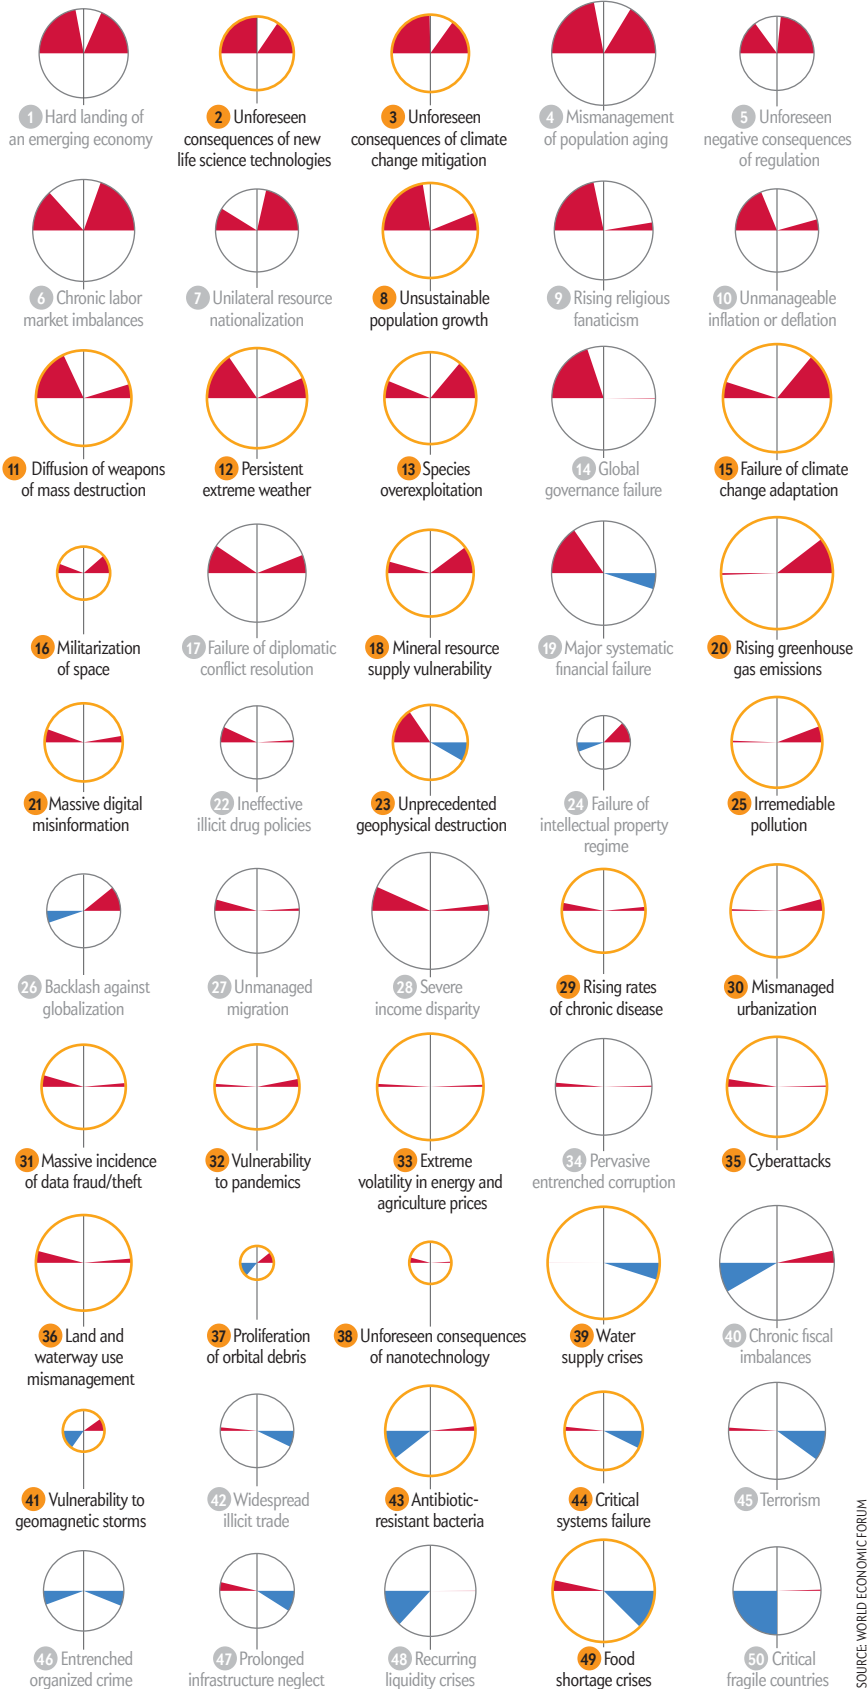 1 Hard landing of
an emerging economy
2 Unforeseen
consequences of new
life science technologies
3 Unforeseen
consequences of climate
change mitigation
4 Mismanagement
of population aging
5 Unforeseen
negative consequences
of regulation
6 Chronic labor
market imbalances
7 Unilateral resource
nationalization
8 Unsustainable
population growth
9 Rising religious
fanaticism
10 Unmanageable
inflation or deflation
11 Diffusion of weapons
of mass destruction
12 Persistent
extreme weather
13 Species
overexploitation
14 Global
governance failure
15 Failure of climate
change adaptation
16 Militarization
of space
17 Failure of diplomatic
conflict resolution
18 Mineral resource
supply vulnerability
19 Major systematic
financial failure
20 Rising greenhouse
gas emissions
21 Massive digital
misinformation
22 Ineffective
illicit drug policies
23 Unprecedented
geophysical destruction
24 Failure of
intellectual property
regime
25 Irremediable
pollution
26 Backlash against
globalization
27 Unmanaged
migration
28 Severe
income disparity
29 Rising rates
of chronic disease
30 Mismanaged
urbanization
31 Massive incidence
of data fraud/theft
32 Vulnerability
to pandemics
33 Extreme
volatility in energy and
agriculture prices
34 Pervasive
entrenched corruption
35 Cyberattacks
36 Land and
waterway use
mismanagement
37 Proliferation
of orbital debris
38 Unforeseen consequences
of nanotechnology
39 Water
supply crises
40 Chronic fiscal
imbalances
41 Vulnerability to
geomagnetic storms
42 Widespread
illicit trade
43 Antibiotic-
resistant bacteria
44 Critical
systems failure
45 Terrorism
46 Entrenched
organized crime
47 Prolonged
infrastructure neglect
48 Recurring
liquidity crises
49 Food
shortage crises
50 Critical
fragile countries
SOURCE: WORLD ECONOMIC FORUM